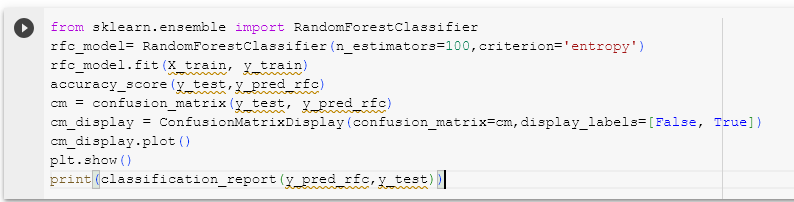 from sklearn.ensemble import RandomForestClassifier
rfc_model= RandomForestClassifier(n_estimators=100,criterion='entropy')
rfc_model.fit(X_train, y_train)
accuracy_score(y_test,y_pred_rfc)
cm = confusion_matrix(y_test, y_pred_rfc)
cm_display = ConfusionMatrixDisplay(confusion_matrix=cm,display_labels=[False, True])
cm_display.plot()
plt.show()
print(classification_report(y_pred_rfc,y_test))